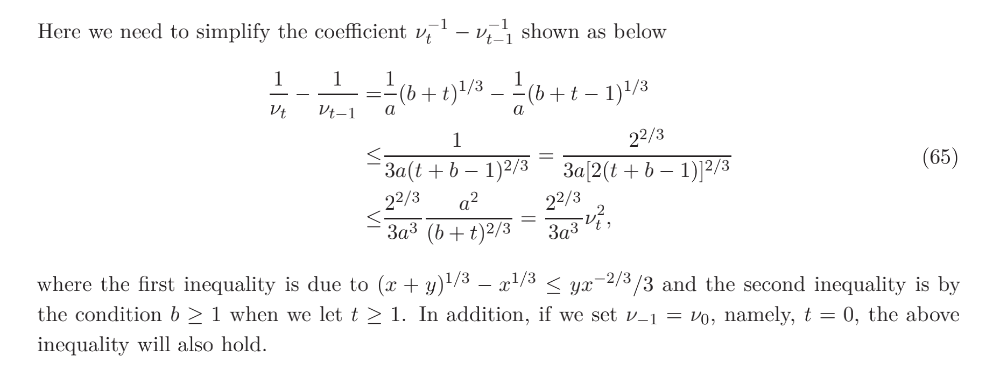 Here we need to simplify the coefficient $\nu_t^{-1} - \nu_{t-1}^{-1}$ shown as below
$\frac{1}{\nu_t} - \frac{1}{\nu_{t-1}} = \frac{1}{a}(b+t)^{1/3} - \frac{1}{a}(b+t-1)^{1/3}$
$\leq \frac{1}{3a(t+b-1)^{2/3}} = \frac{2^{2/3}}{3a[2(t+b-1)]^{2/3}}$ (65)
$\leq \frac{2^{2/3}}{3a^3} \frac{a^2}{(b+t)^{2/3}} = \frac{2^{2/3}}{3a^3} \nu_t^2,$
where the first inequality is due to $(x+y)^{1/3} - x^{1/3} \leq yx^{-2/3}/3$ and the second inequality is by
the condition $b \geq 1$ when we let $t \geq 1$. In addition, if we set $\nu_{-1} = \nu_0$, namely, $t = 0$, the above
inequality will also hold.